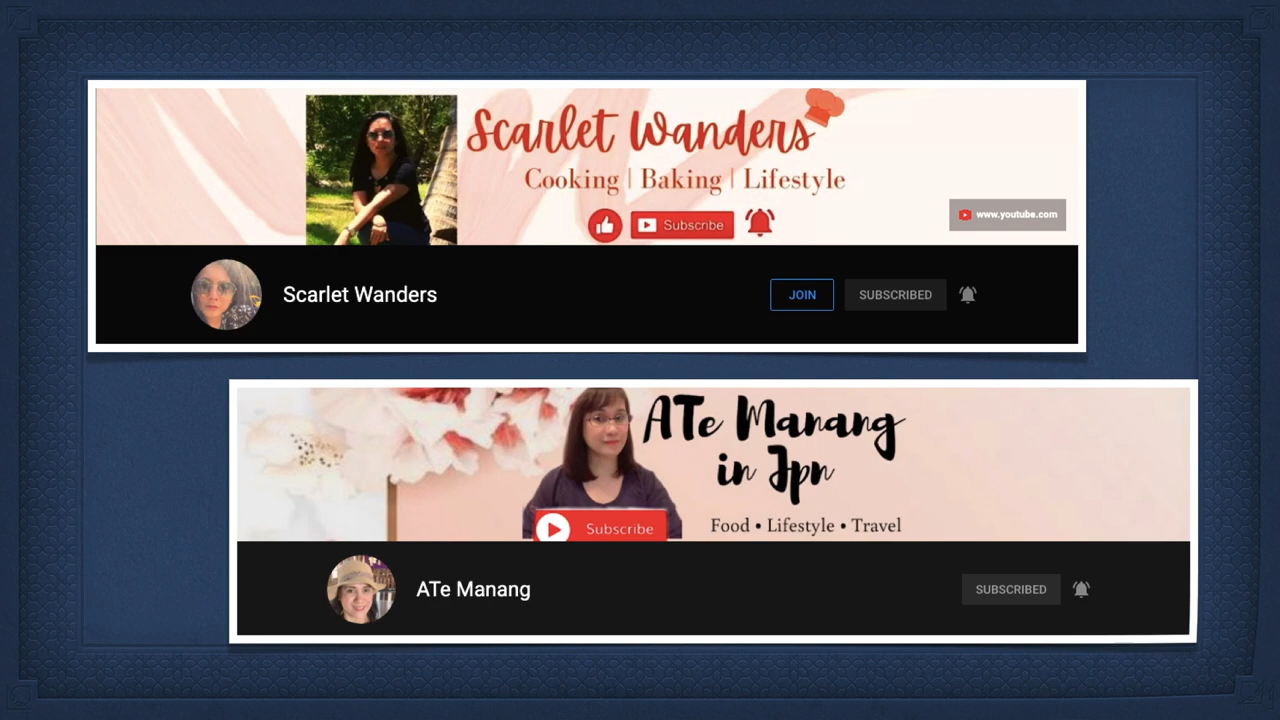 Scarlet Wanders
Cooking | Baking | Lifestyle
Subscribe
www.youtube.com
Scarlet Wanders
JOIN
SUBSCRIBED
ATe Manang
in Jpn
Subscribe
Food • Lifestyle • Travel
ATe Manang
SUBSCRIBED